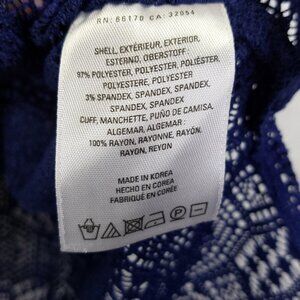 RN: 66170 CA: 32054
SHELL, EXTÉRIEUR, EXTERIOR,
ESTERNO, OBERSTOFF:
97% POLYESTER, POLYESTER, POLIÉSTER,
POLYESTERE, POLYESTER
3% SPANDEX, SPANDEX, SPANDEX,
SPANDEX, SPANDEX
CUFF, MANCHETTE, PUÑO DE CAMISA,
ALGEMAR, ALGEMAR:
100% RAYON, RAYONNE, RAYÓN,
RAYON, REYON
MADE IN KOREA
HECHO EN COREA
FABRIQUÉ EN CORÉE